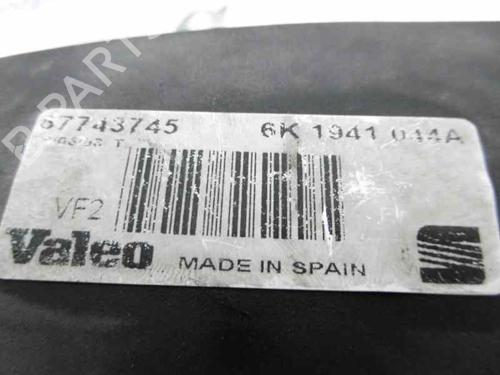 67743745 6K 1941 044A
VF2
Valeo MADE IN SPAIN